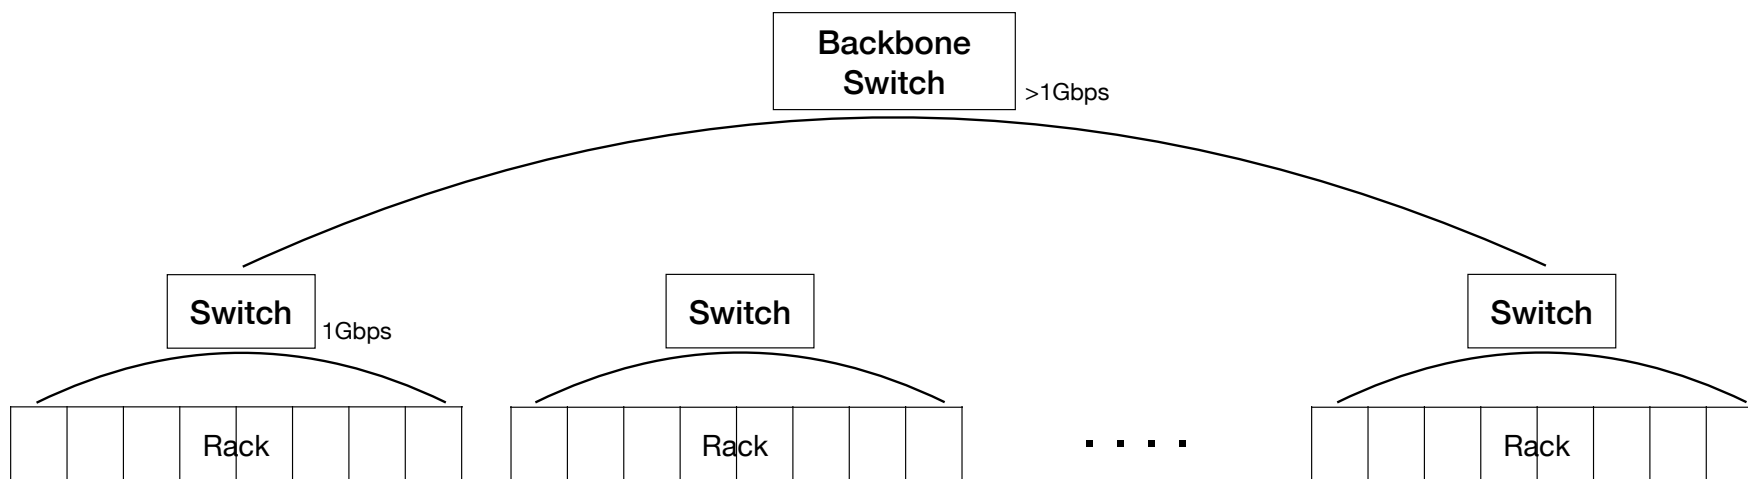 Backbone
Switch
>1Gbps
Switch
1Gbps
Switch
Switch
Rack
Rack
Rack